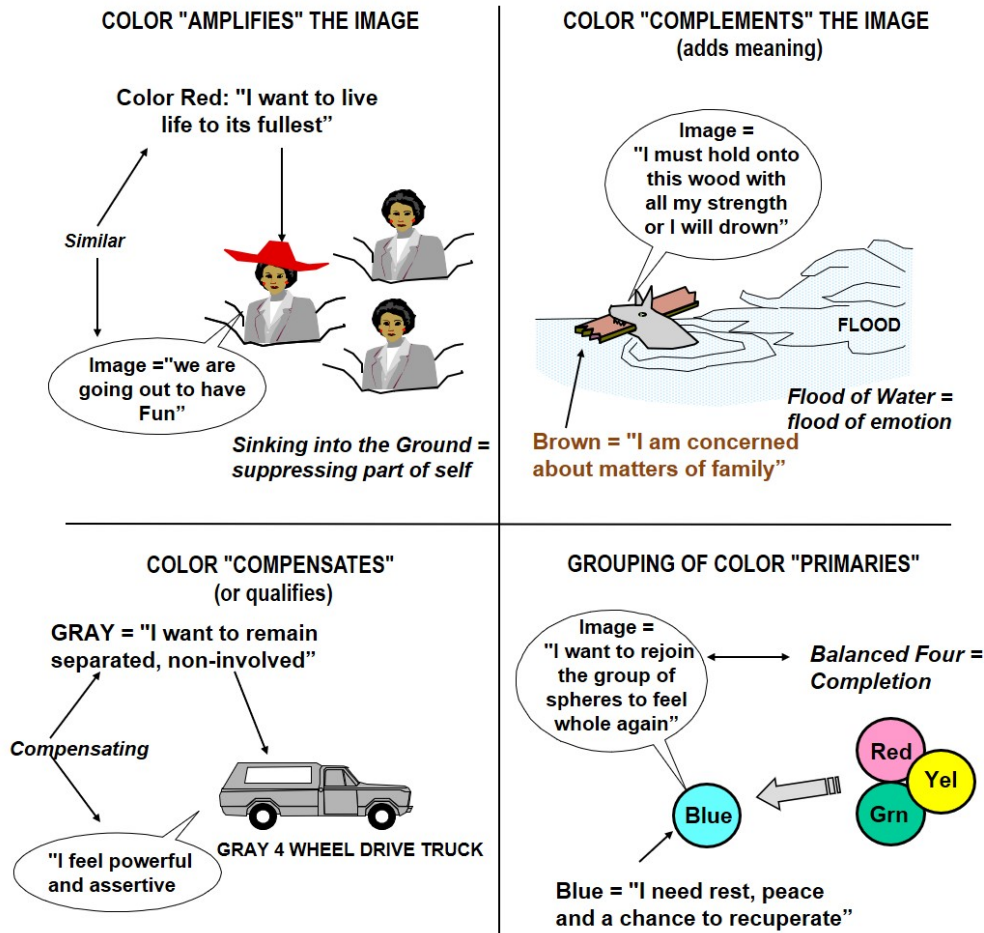 COLOR "AMPLIFIES" THE IMAGE
Color Red: "I want to live
life to its fullest”
Similar
Image ="we are
going out to have
Fun”
Sinking into the Ground =
suppressing part of self
COLOR "COMPLEMENTS" THE IMAGE
(adds meaning)
Image =
"I must hold onto
this wood with
all my strength
or I will drown”
FLOOD
Flood of Water =
flood of emotion
Brown = "I am concerned
about matters of family”
COLOR "COMPENSATES"
(or qualifies)
GRAY = "I want to remain
separated, non-involved”
Compensating
"I feel powerful
and assertive
GRAY 4 WHEEL DRIVE TRUCK
GROUPING OF COLOR "PRIMARIES"
Image =
"I want to rejoin
the group of
spheres to feel
whole again”
Balanced Four =
Completion
Red
Yel
Grn
Blue
Blue = "I need rest, peace
and a chance to recuperate”